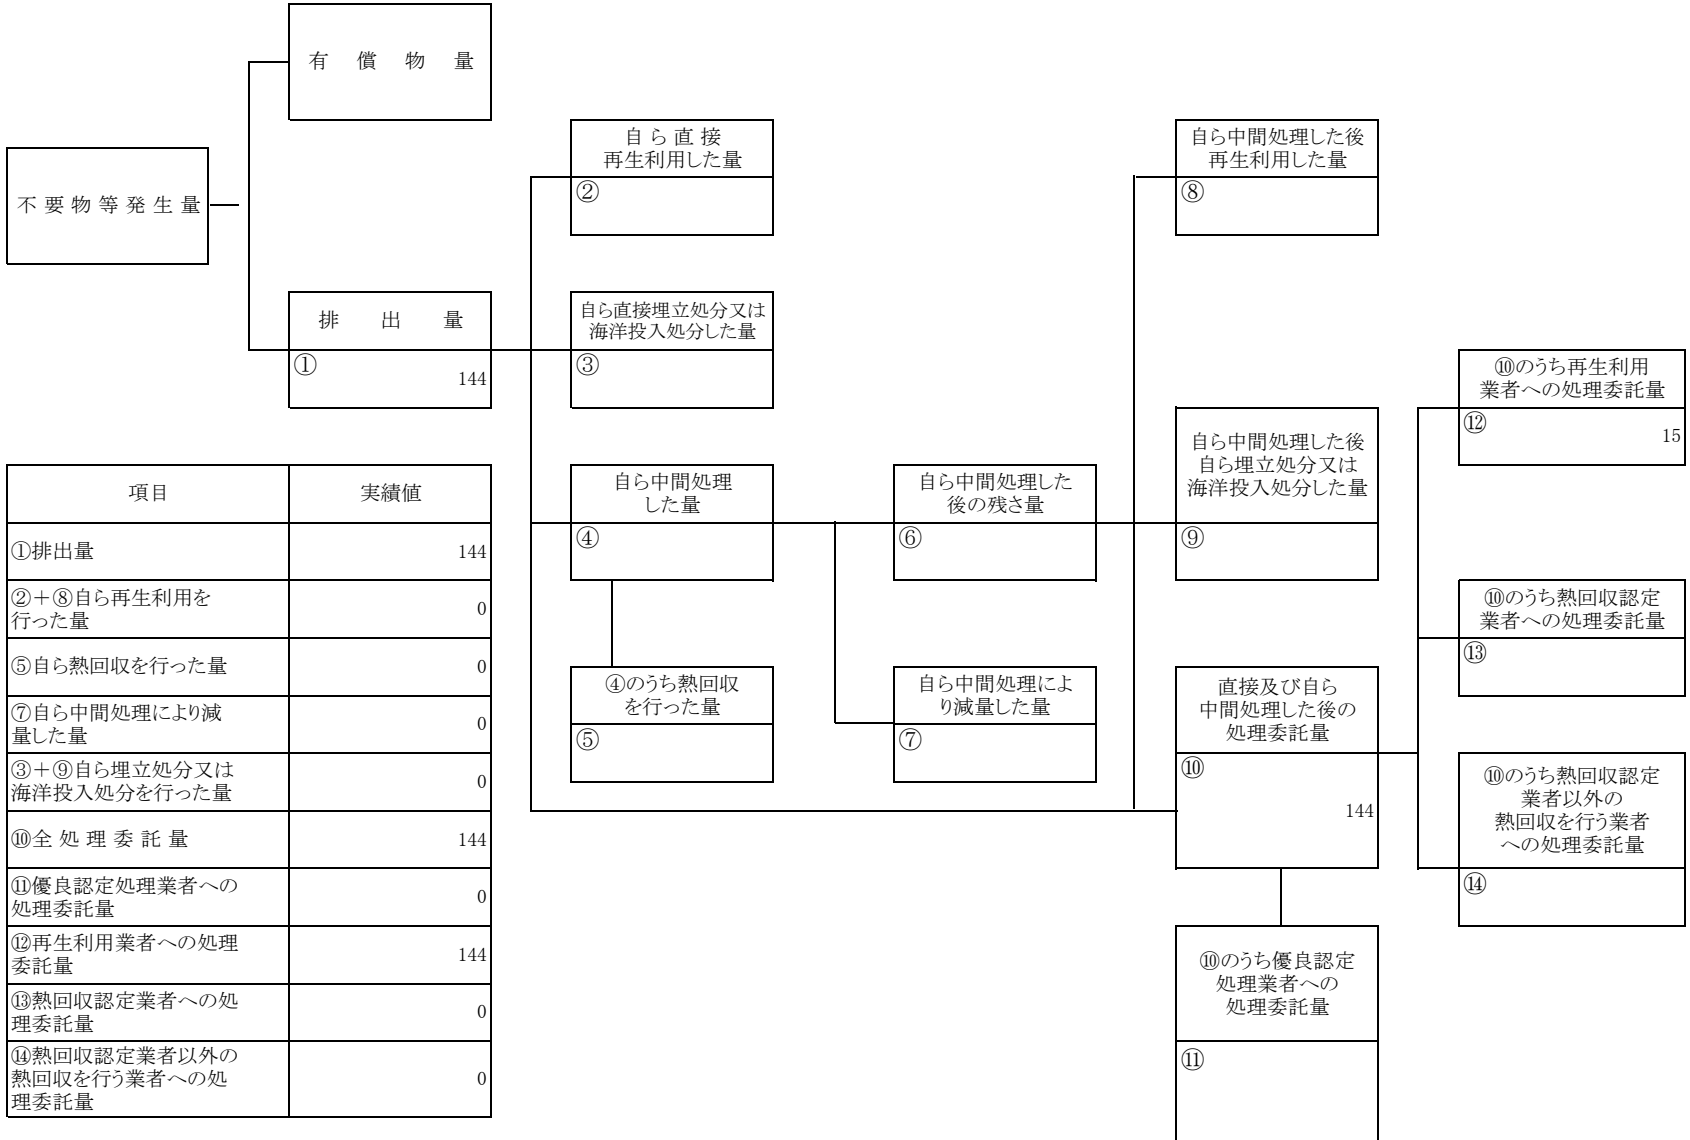 有償物量
不要物等発生量
排出量
①
144
自ら直接
再生利用した量
②
自ら直接埋立処分又は
海洋投入処分した量
③
自ら中間処理
した量
④
④のうち熱回収
を行った量
⑤
自ら中間処理した
後の残さ量
⑥
自ら中間処理によ
り減量した量
⑦
自ら中間処理した後
再生利用した量
⑧
自ら中間処理した後
自ら埋立処分又は
海洋投入処分した量
⑨
直接及び自ら
中間処理した後の
処理委託量
⑩
144
⑩のうち優良認定
処理業者への
処理委託量
⑪
⑩のうち再生利用
業者への処理委託量
⑫
15
⑩のうち熱回収認定
業者への処理委託量
⑬
⑩のうち熱回収認定
業者以外の
熱回収を行う業者
への処理委託量
⑭
項目 実績値
①排出量 144
②＋⑧自ら再生利用を
行った量 0
⑤自ら熱回収を行った量 0
⑦自ら中間処理により減
量した量 0
③＋⑨自ら埋立処分又は
海洋投入処分を行った量 0
⑩全処理委託量 144
⑪優良認定処理業者への
処理委託量 0
⑫再生利用業者への処理
委託量 144
⑬熱回収認定業者への処
理委託量 0
⑭熱回収認定業者以外の
熱回収を行う業者への処
理委託量 0